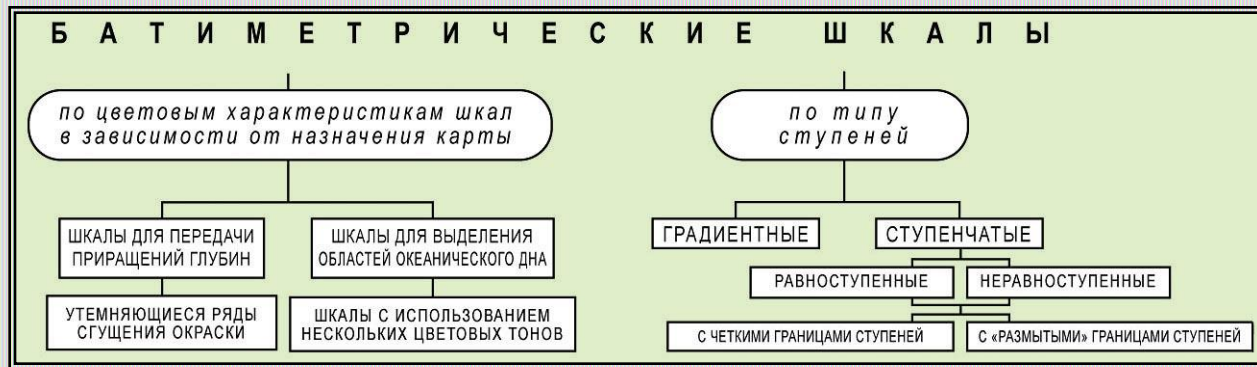 БАТИМЕТРИЧЕСКИЕ ШКАЛЫ
по цветовым характеристикам шкал
в зависимости от назначения карты
по типу
ступеней
ШКАЛЫ ДЛЯ ПЕРЕДАЧИ
ПРИРАЩЕНИЙ ГЛУБИН
ШКАЛЫ ДЛЯ ВЫДЕЛЕНИЯ
ОБЛАСТЕЙ ОКЕАНИЧЕСКОГО ДНА
ГРАДИЕНТНЫЕ
СТУПЕНЧАТЫЕ
РАВНОСТУПЕННЫЕ
НЕРАВНОСТУПЕННЫЕ
УТЕМНЯЮЩИЕСЯ РЯДЫ
СГУЩЕНИЯ ОКРАСКИ
ШКАЛЫ С ИСПОЛЬЗОВАНИЕМ
НЕСКОЛЬКИХ ЦВЕТОВЫХ ТОНОВ
С ЧЕТКИМИ ГРАНИЦАМИ СТУПЕНЕЙ
С «РАЗМЫТЫМИ» ГРАНИЦАМИ СТУПЕНЕЙ